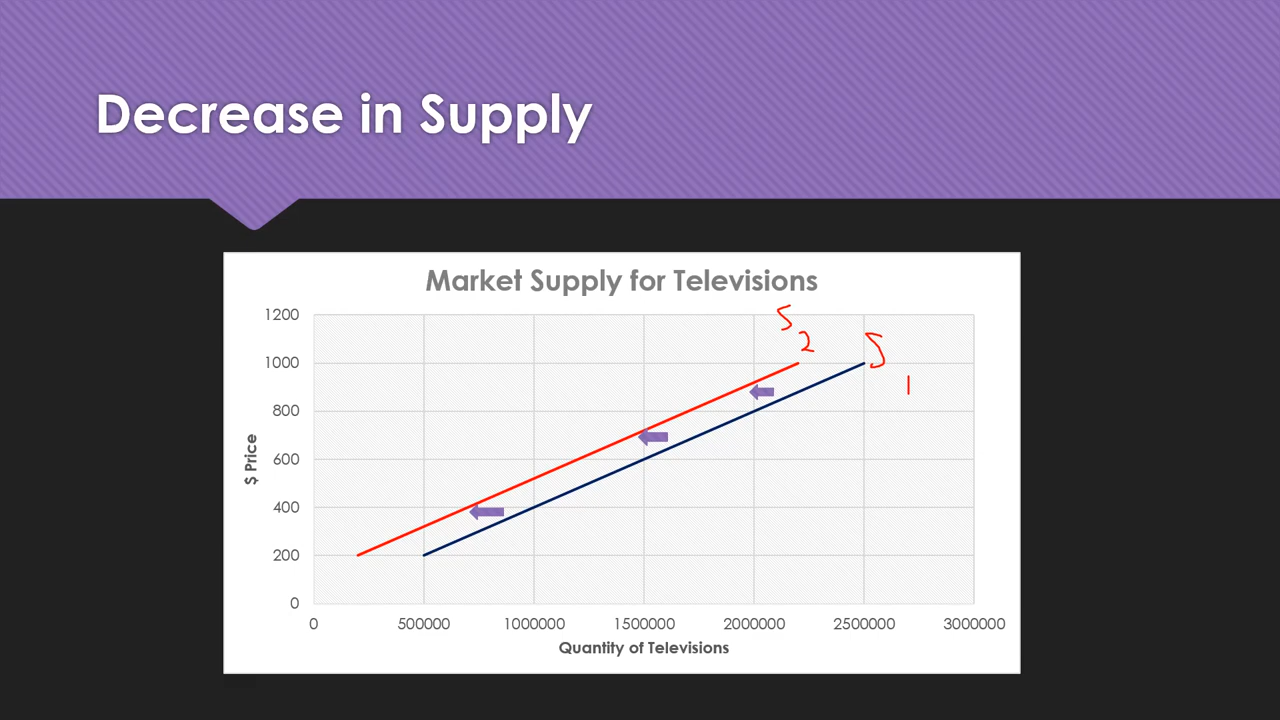 Decrease in Supply
Market Supply for Televisions
1200
1000
800
600
400
200
0
$ Price
0 500000 1000000 1500000 2000000 2500000 3000000
Quantity of Televisions
S
2
S
1